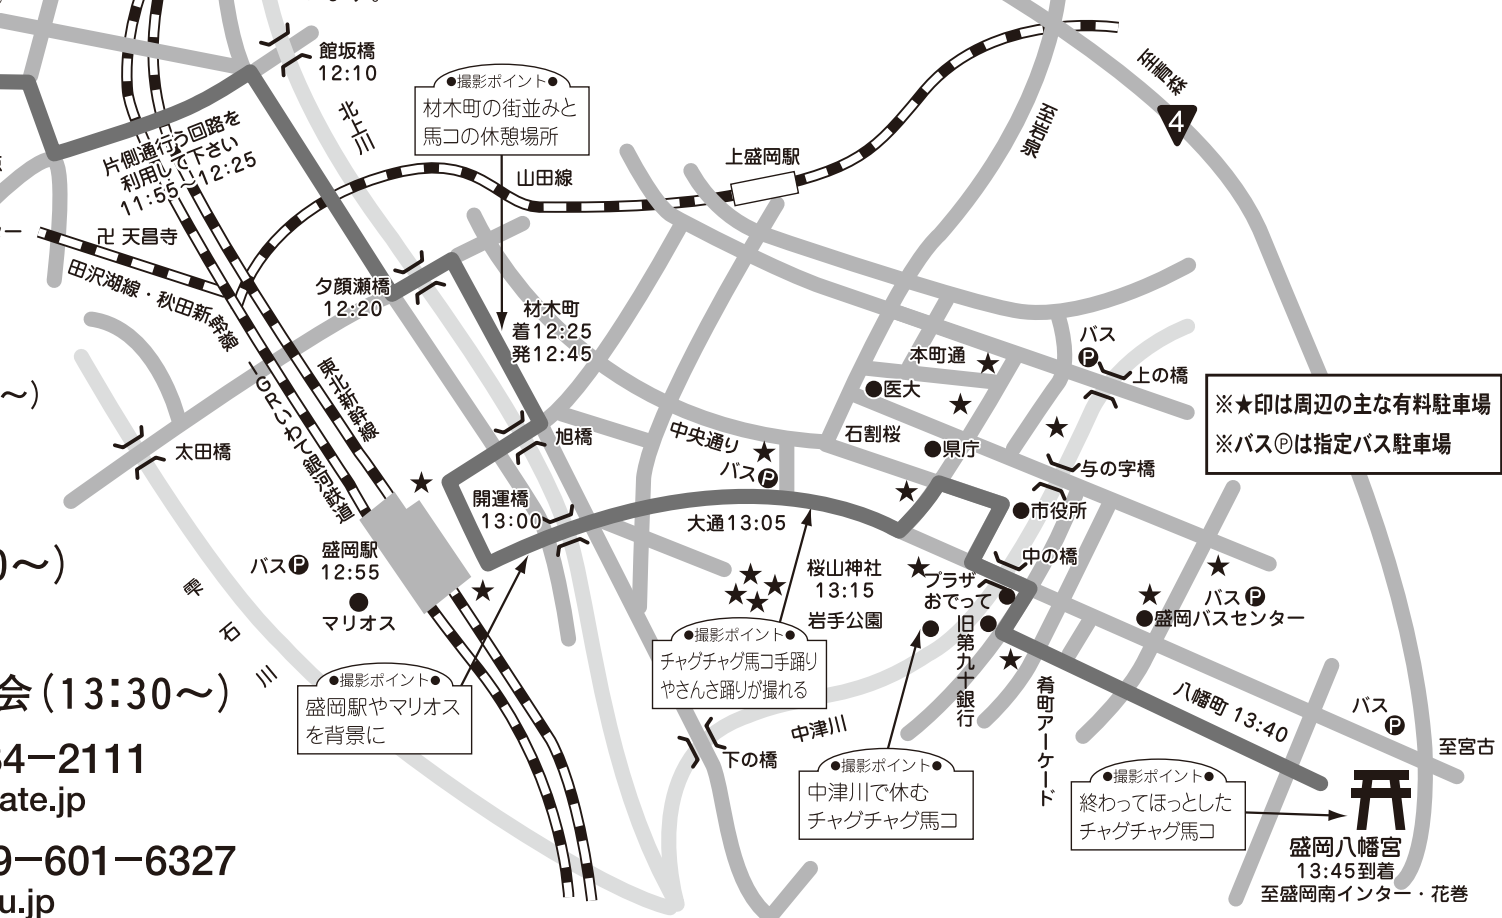 館坂橋
12:10
●撮影ポイント●
材木町の街並みと
馬コの休憩場所
北上川
至青森
4
至岩泉
上盛岡駅
山田線
片側通行う回路を
利用して下さい
11:55～12:25
卍 天昌寺
田沢湖線・秋田新幹線
夕顔瀬橋
12:20
材木町
着12:25
発12:45
IGRいわて銀河鉄道
東北新幹線
本町通
バスP
上の橋
医大
※★印は周辺の主な有料駐車場
※バスⓅは指定バス駐車場
～)
太田橋
旭橋
中央通り
バスP
石割桜
県庁
与の字橋
開運橋
13:00
大通13:05
市役所
中の橋
0～)
バスP
盛岡駅
12:55
マリオス
雫石川
桜山神社
13:15
岩手公園
プラザ
おでって
旧第九十銀行
バスP
盛岡バスセンター
●撮影ポイント●
チャグチャグ馬コ手踊り
やさんさ踊りが撮れる
会(13:30～)
●撮影ポイント●
盛岡駅やマリオス
を背景に
肴町アーケード
八幡町 13:40
バスP
至宮古
中津川
下の橋
34−2111
ate.jp
●撮影ポイント●
中津川で休む
チャグチャグ馬コ
●撮影ポイント●
終わってほっとした
チャグチャグ馬コ
盛岡八幡宮
13:45到着
至盛岡南インター・花巻
9−601−6327
u.jp